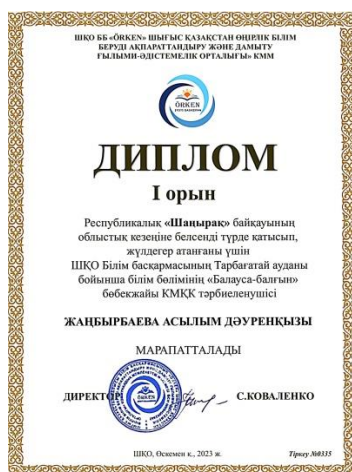 ШҚО ББ «ÖRKEN» ШЫҒЫС ҚАЗАҚСТАН ӨҢІРЛІК БІЛІМ
БЕРУДІ АҚПАРАТТАНДЫРУ ЖӘНЕ ДАМЫТУ
ҒЫЛЫМИ-ӘДІСТЕМЕЛІК ОРТАЛЫҒЫ» КММ
ÖRKEN
ДИПЛОМ
I орын
Республикалық «Шаңырақ» байқауының
облыстық кезеңіне белсенді түрде қатысып,
жүлдегер атанғаны үшін
ШҚО Білім басқармасының Тарбағатай ауданы
бойынша білім бөлімінің «Балауса-балғын»
бөбекжайы КМҚК тәрбиеленушісі
ЖАҢБЫРБАЕВА АСЫЛЫМ ДӘУРЕНҚЫЗЫ
МАРАПАТТАЛАДЫ
ДИРЕКТОР С.КОВАЛЕНКО
ШҚО, Өскемен қ., 2023 ж. Тіркеу №0335